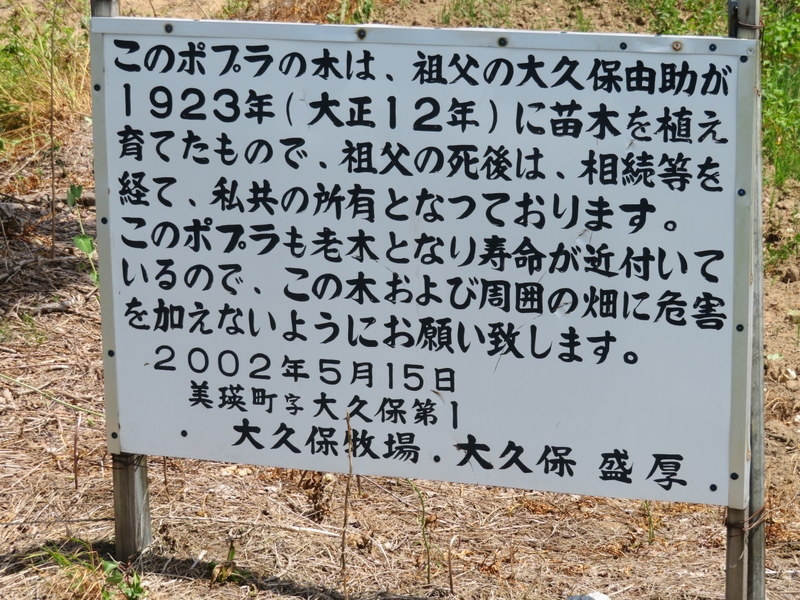 このポプラの木は、祖父の大久保由助が
1923年(大正12年)に苗木を植え
育てたもので、祖父の死後は、相続等を
経て、私共の所有となつております。
このポプラも老木となり寿命が近付いて
いるので、この木および周囲の畑に危害
を加えないようにお願い致します。
2002年5月15日
美瑛町字大久保第1
大久保牧場.大久保 盛厚